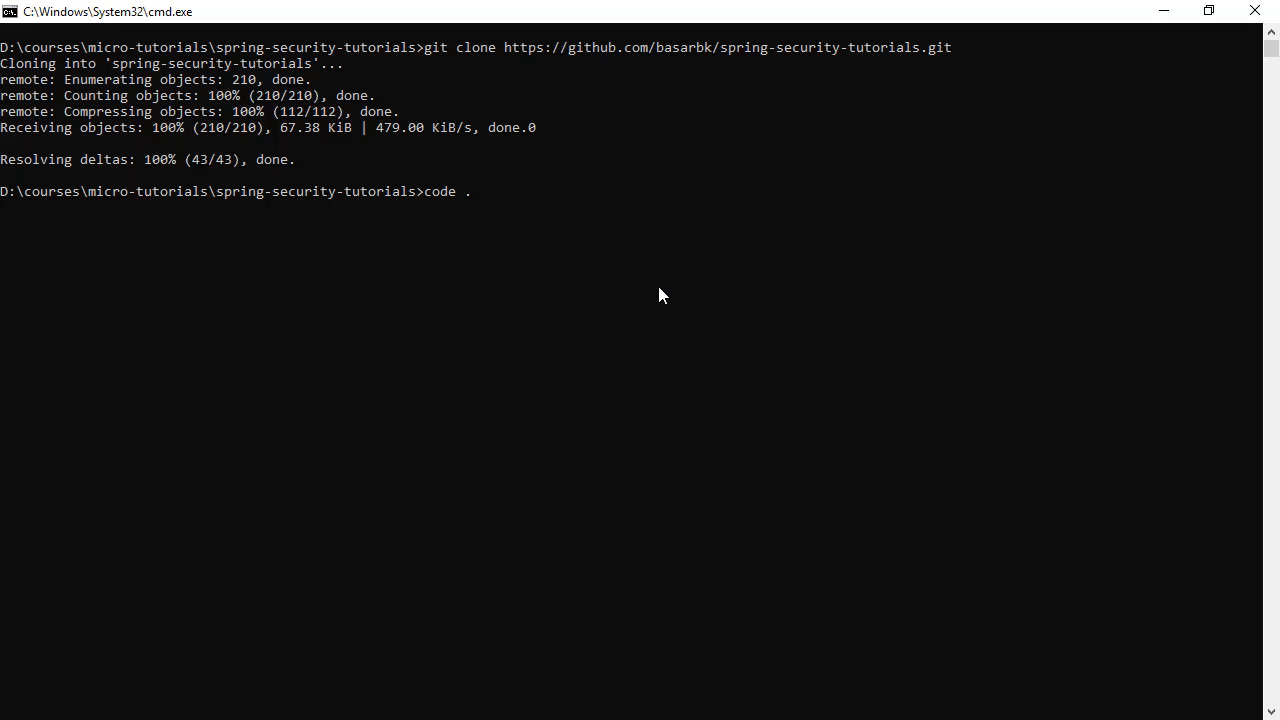 C:\Windows\System32\cmd.exe
D:\courses\micro-tutorials\spring-security-tutorials>git clone https://github.com/basarbk/spring-security-tutorials.git
Cloning into 'spring-security-tutorials'...
remote: Enumerating objects: 210, done.
remote: Counting objects: 100% (210/210), done.
remote: Compressing objects: 100% (112/112), done.
Receiving objects: 100% (210/210), 67.38 KiB | 479.00 KiB/s, done.0
Resolving deltas: 100% (43/43), done.
D:\courses\micro-tutorials\spring-security-tutorials>code .